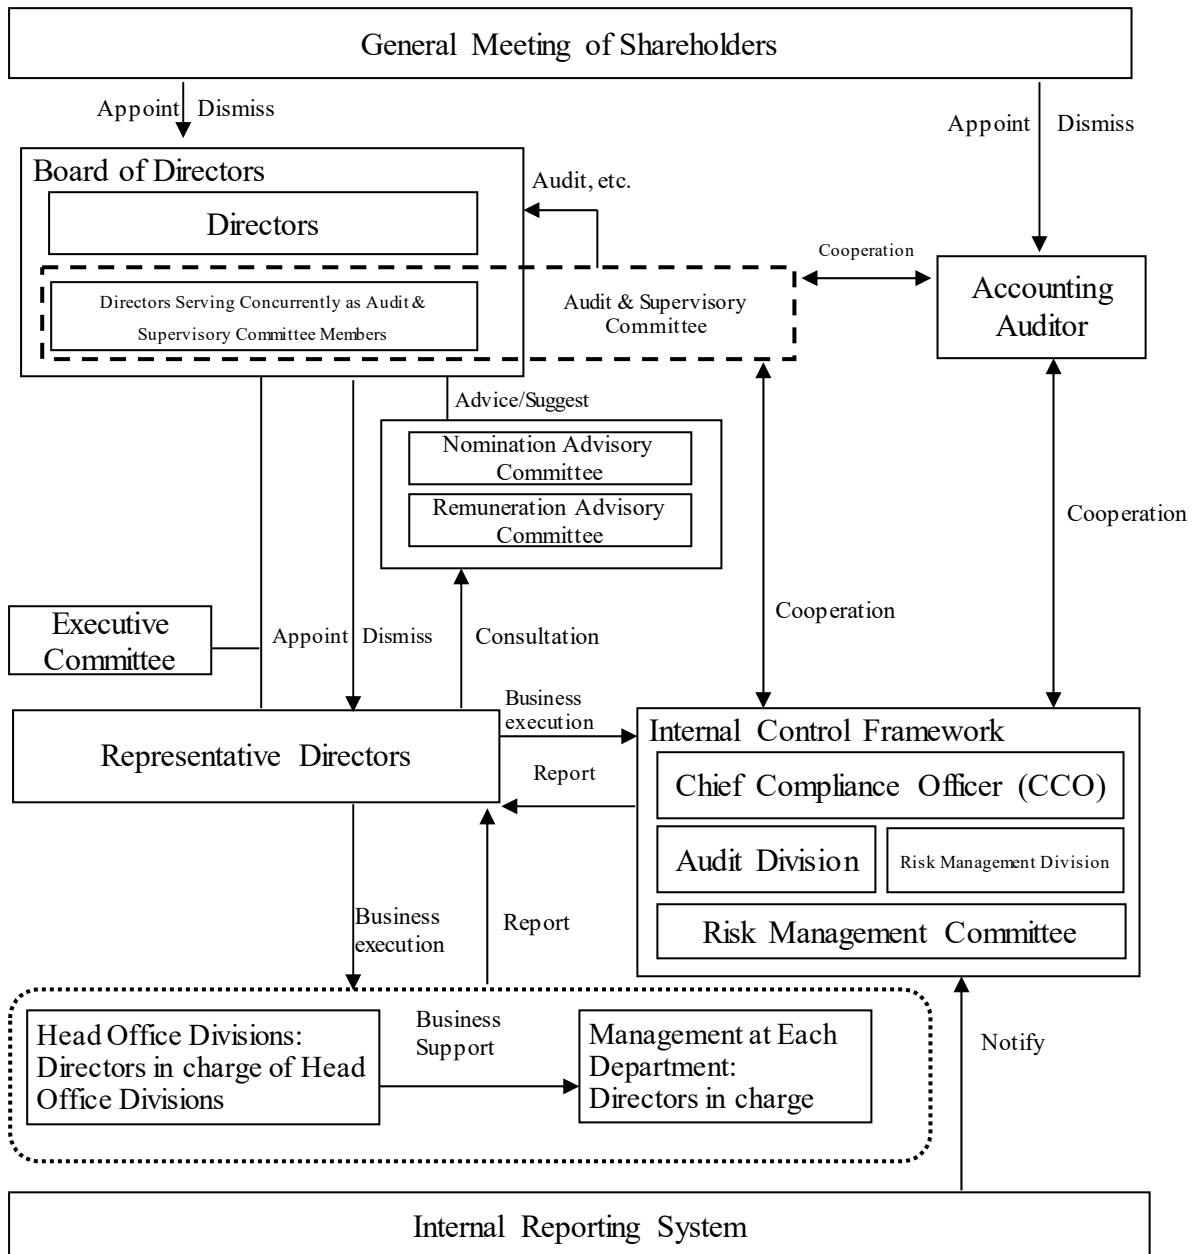 General Meeting of Shareholders
Appoint Dismiss
Appoint Dismiss
Board of Directors
Directors
Audit, etc.
Cooperation
Directors Serving Concurrently as Audit &
Supervisory Committee Members
Audit & Supervisory
Committee
Accounting
Auditor
Advice/Suggest
Nomination Advisory
Committee
Remuneration Advisory
Committee
Cooperation
Cooperation
Executive
Committee
Appoint Dismiss
Consultation
Representative Directors
Business
execution
Report
Internal Control Framework
Chief Compliance Officer (CCO)
Audit Division
Risk Management Division
Risk Management Committee
Business
execution
Report
Head Office Divisions:
Directors in charge of Head
Office Divisions
Business
Support
Management at Each
Department:
Directors in charge
Notify
Internal Reporting System